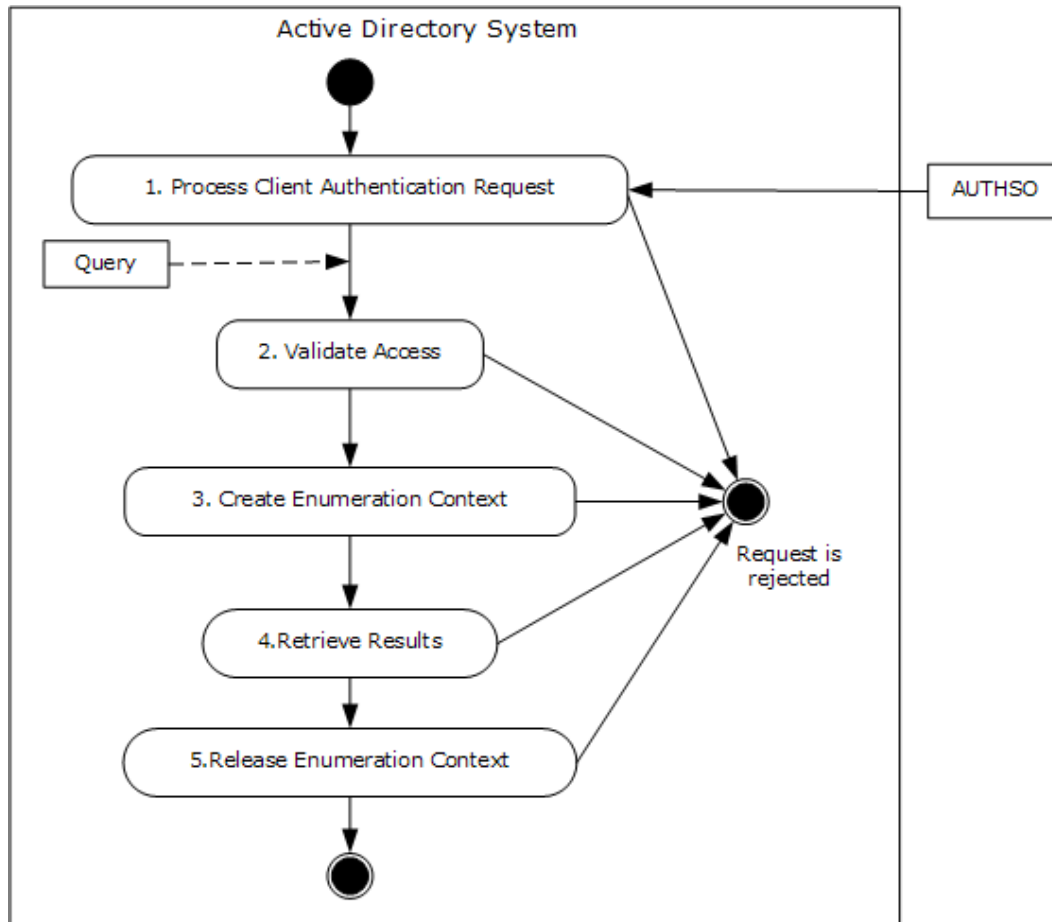 Active Directory System
1. Process Client Authentication Request
AUTHSO
Query
2. Validate Access
3. Create Enumeration Context
Request is
rejected
4.Retrieve Results
5.Release Enumeration Context